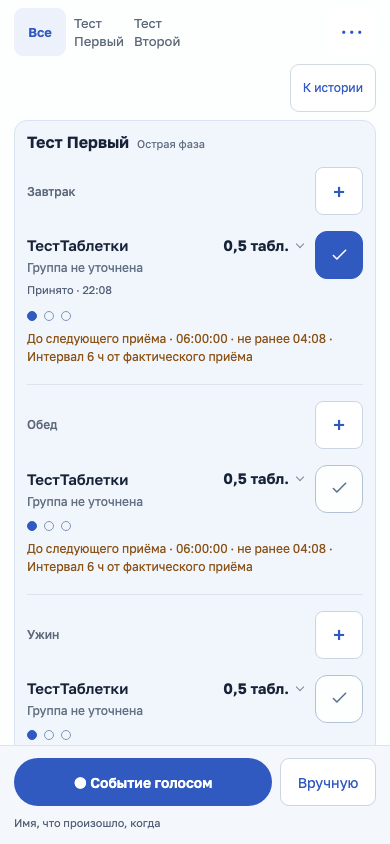 Все
Тест Первый
Тест Второй
...
К истории
Тест Первый Острая фаза
Завтрак
+
ТестТаблетки 0,5 табл.
Группа не уточнена
Принято · 22:08
До следующего приёма · 06:00:00 · не ранее 04:08 ·
Интервал 6 ч от фактического приёма
Обед
+
ТестТаблетки 0,5 табл.
Группа не уточнена
До следующего приёма · 06:00:00 · не ранее 04:08 ·
Интервал 6 ч от фактического приёма
Ужин
+
ТестТаблетки 0,5 табл.
Группа не уточнена
Событие голосом
Вручную
Имя, что произошло, когда